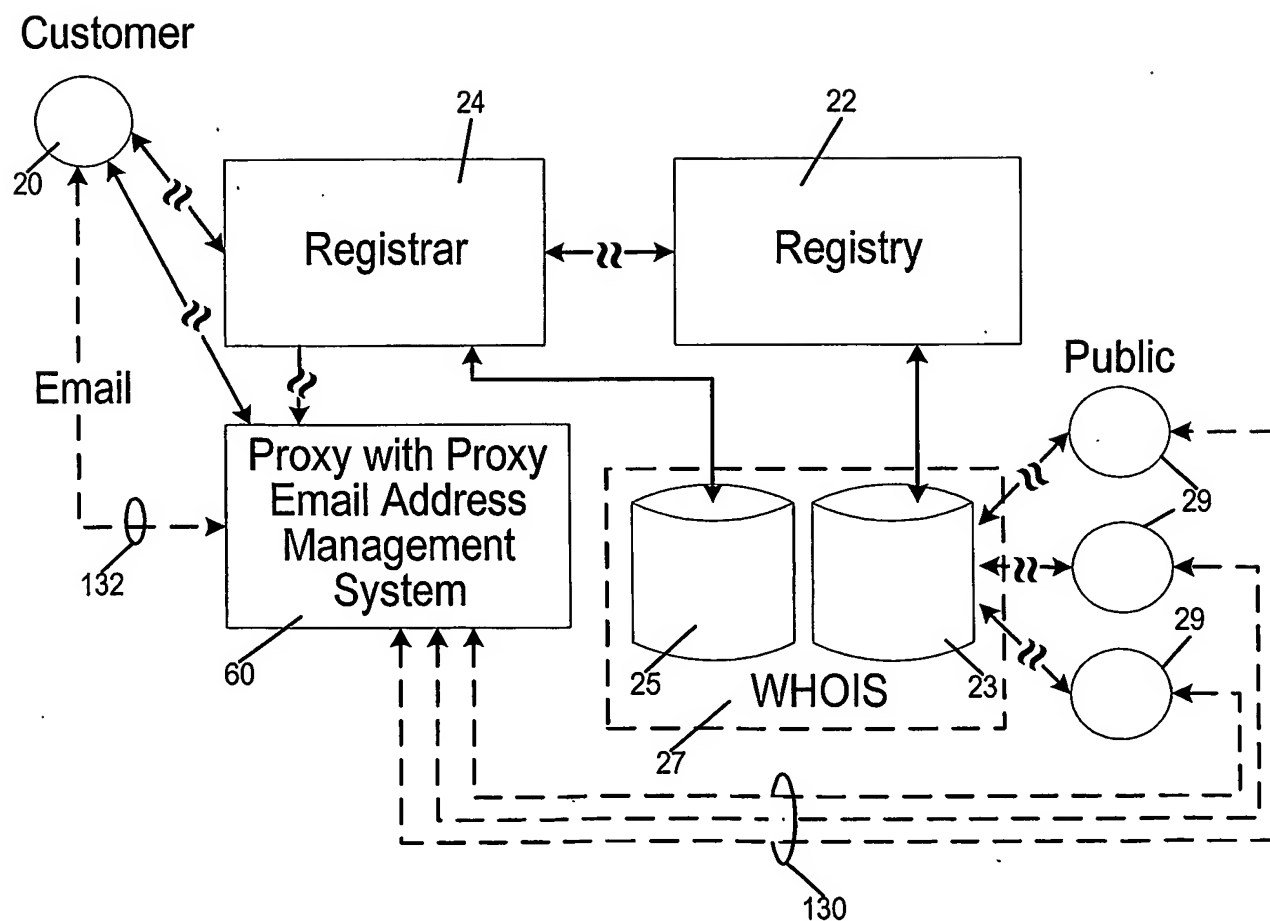 Customer
20
24
22
Registrar
Registry
Email
Public
Proxy with Proxy
Email Address
Management
System
132
60
29
29
29
25
23
WHOIS
27
130